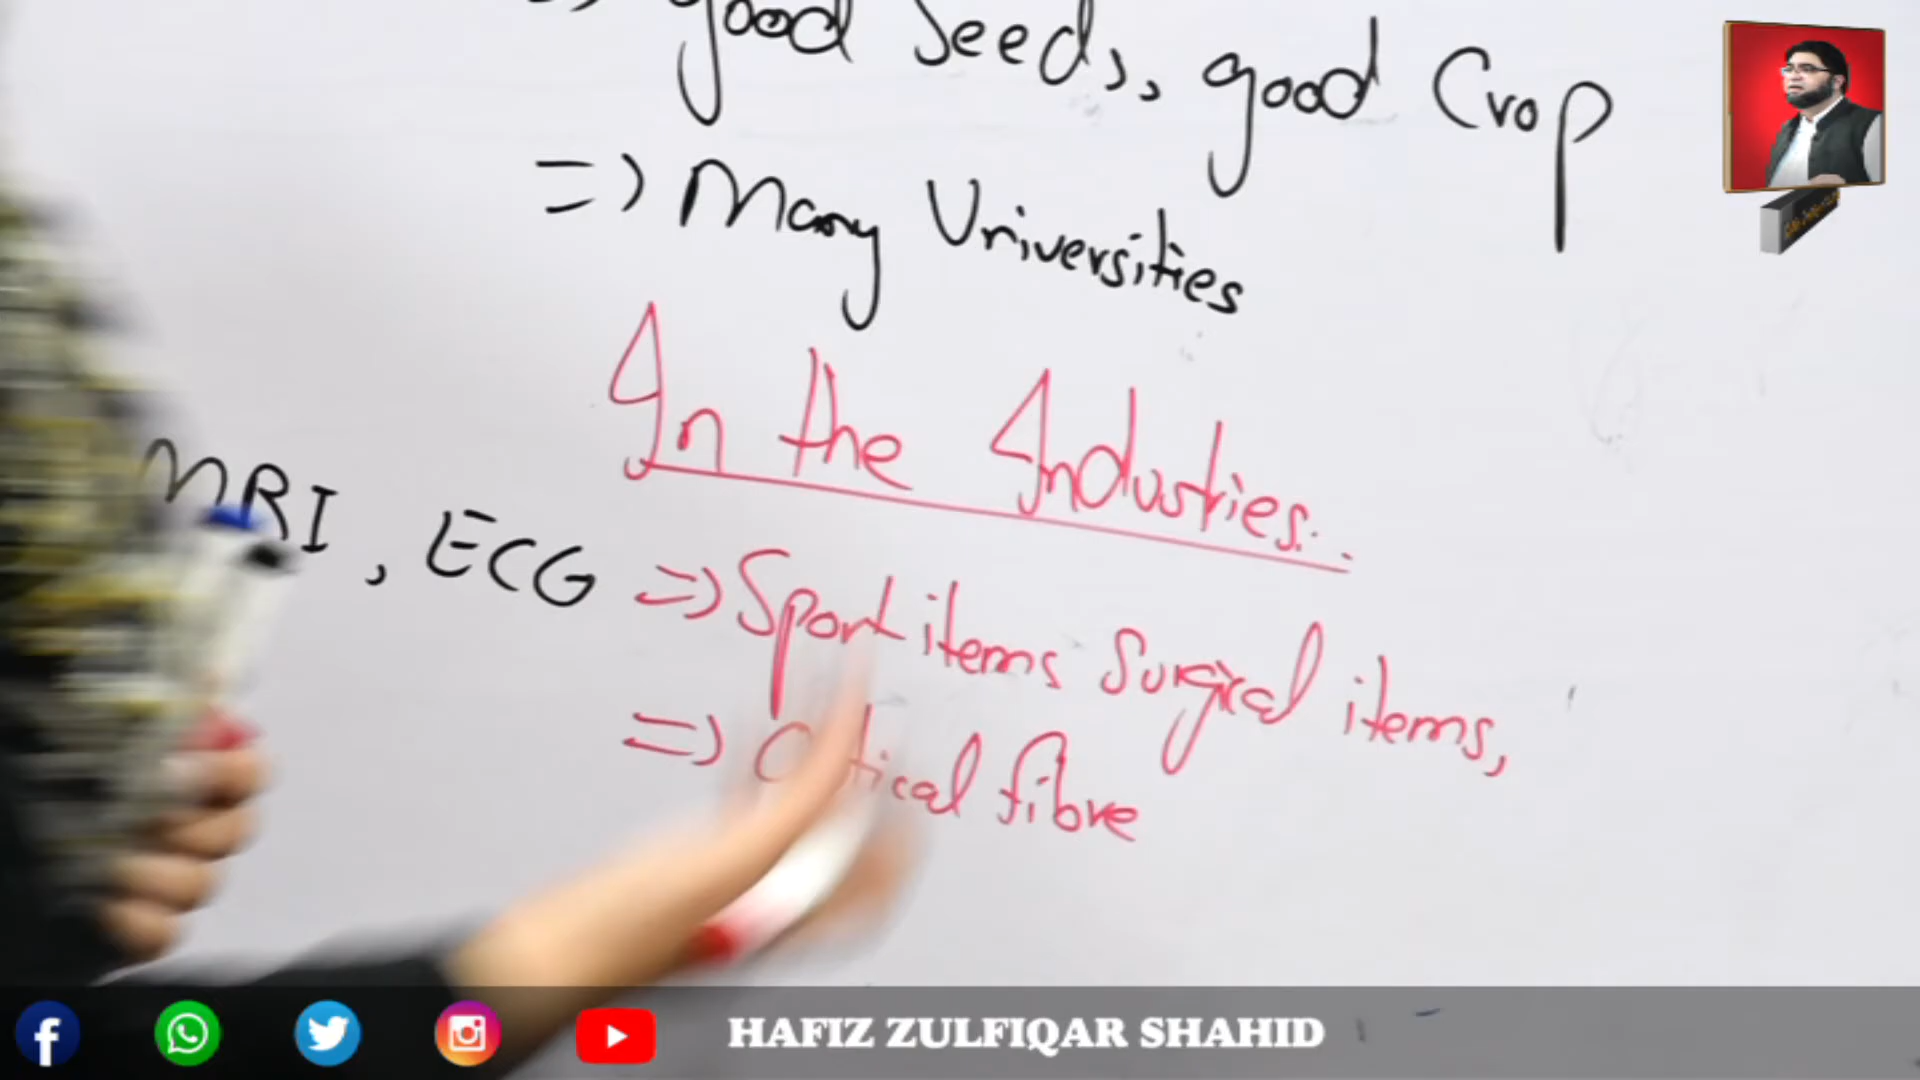 => good Seeds, good Crop
=> Many Universities
In the Industries..
MRI, ECG => Sport items Surgical items,
=> Optical fibre
HAFIZ ZULFIQAR SHAHID